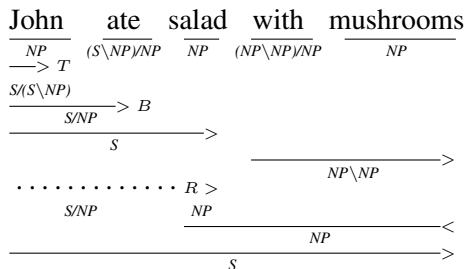 John ate salad with mushrooms
NP (S\NP)/NP NP (NP\NP)/NP NP
> T
S/(S\NP)
> B
S/NP
>
S
>
NP\NP
R >
S/NP NP
<
NP
>
S